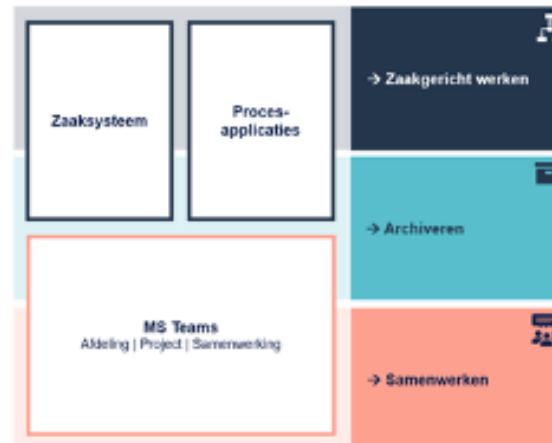 Zaaksysteem
Proces-
applicaties
→ Zaakgericht werken
→ Archiveren
MS Teams
Afdeling | Project | Samenwerking
→ Samenwerken